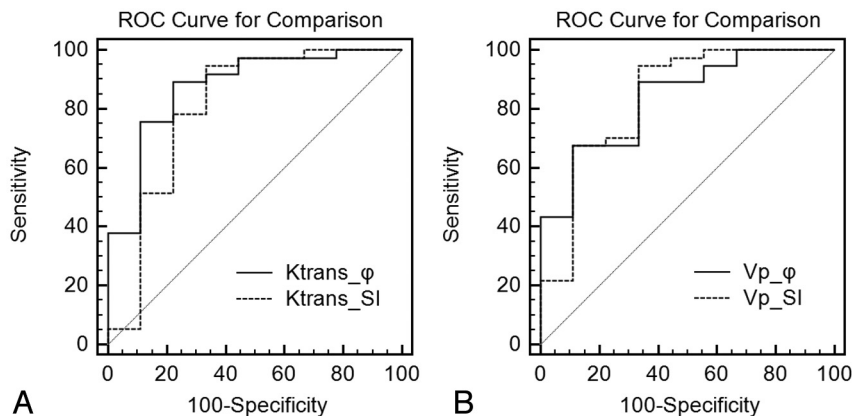 ROC Curve for Comparison
100
80
60
40
20
0
Sensitivity
Ktrans_φ
Ktrans_SI
0 20 40 60 80 100
100-Specificity
A
ROC Curve for Comparison
100
80
60
40
20
0
Sensitivity
Vp_φ
Vp_SI
0 20 40 60 80 100
100-Specificity
B